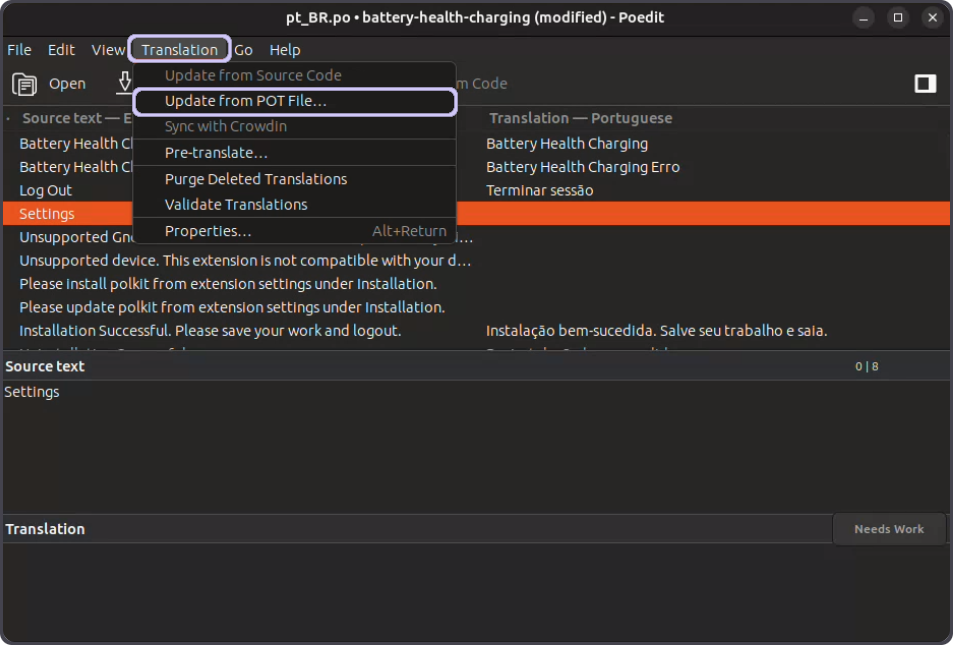 pt_BR.po • battery-health-charging (modified) - Poedit
File Edit View Translation Go Help
Open
m Code
Update from Source Code
Update from POT File...
Sync with Crowdin
Pre-translate...
Purge Deleted Translations
Validate Translations
Properties... Alt+Return
Source text — E Translation — Portuguese
Battery Health C Battery Health Charging
Battery Health C Battery Health Charging Erro
Log Out Terminar sessão
Settings
Unsupported Gn
Unsupported device. This extension is not compatible with your d...
Please install polkit from extension settings under Installation.
Please update polkit from extension settings under Installation.
Installation Successful. Please save your work and logout. Instalação bem-sucedida. Salve seu trabalho e saia.
Source text 0 | 8
Settings
Translation Needs Work